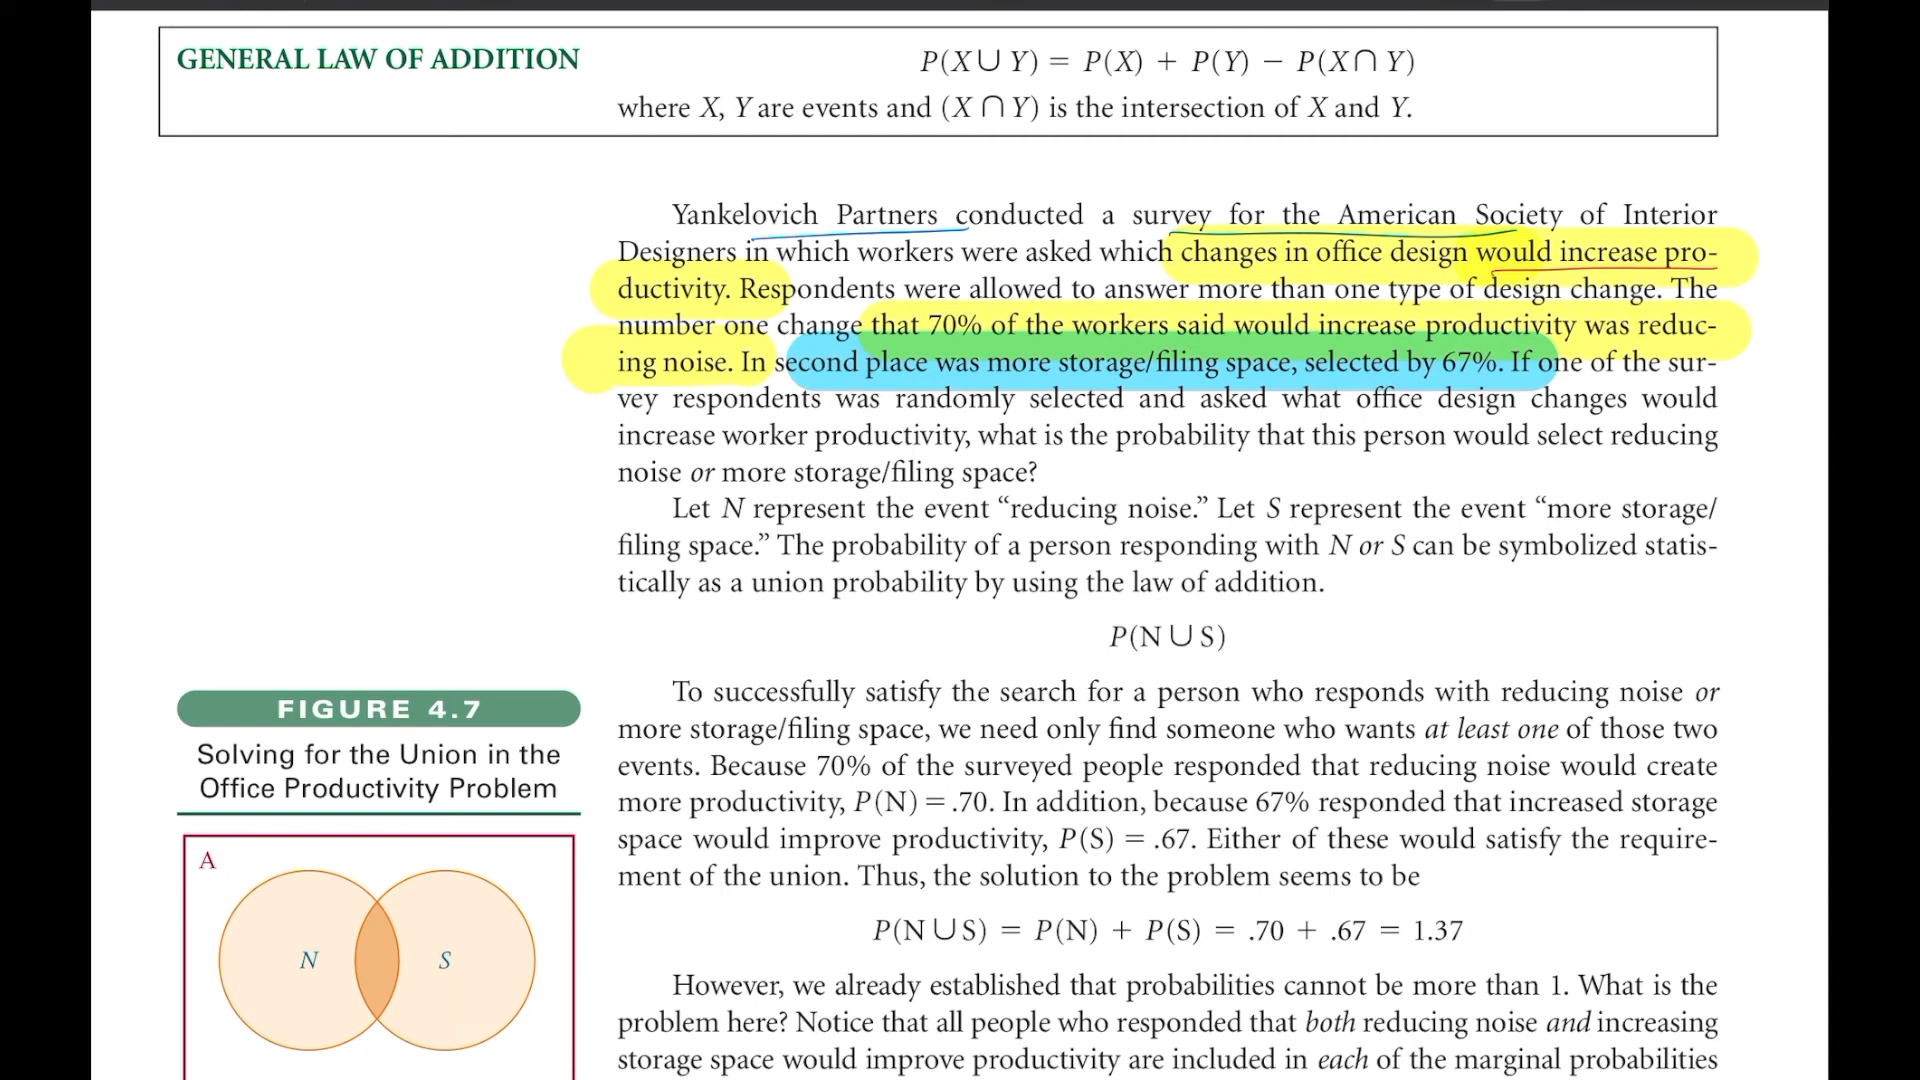 GENERAL LAW OF ADDITION
P(X ∪ Y) = P(X) + P(Y) − P(X ∩ Y)
where X, Y are events and (X ∩ Y) is the intersection of X and Y.
Yankelovich Partners conducted a survey for the American Society of Interior
Designers in which workers were asked which changes in office design would increase pro-
ductivity. Respondents were allowed to answer more than one type of design change. The
number one change that 70% of the workers said would increase productivity was reduc-
ing noise. In second place was more storage/filing space, selected by 67%. If one of the sur-
vey respondents was randomly selected and asked what office design changes would
increase worker productivity, what is the probability that this person would select reducing
noise or more storage/filing space?
Let N represent the event “reducing noise.” Let S represent the event “more storage/
filing space.” The probability of a person responding with N or S can be symbolized statis-
tically as a union probability by using the law of addition.
P(N ∪ S)
To successfully satisfy the search for a person who responds with reducing noise or
more storage/filing space, we need only find someone who wants at least one of those two
events. Because 70% of the surveyed people responded that reducing noise would create
more productivity, P(N) = .70. In addition, because 67% responded that increased storage
space would improve productivity, P(S) = .67. Either of these would satisfy the require-
ment of the union. Thus, the solution to the problem seems to be
P(N ∪ S) = P(N) + P(S) = .70 + .67 = 1.37
However, we already established that probabilities cannot be more than 1. What is the
problem here? Notice that all people who responded that both reducing noise and increasing
storage space would improve productivity are included in each of the marginal probabilities
FIGURE 4.7
Solving for the Union in the
Office Productivity Problem
A
N S